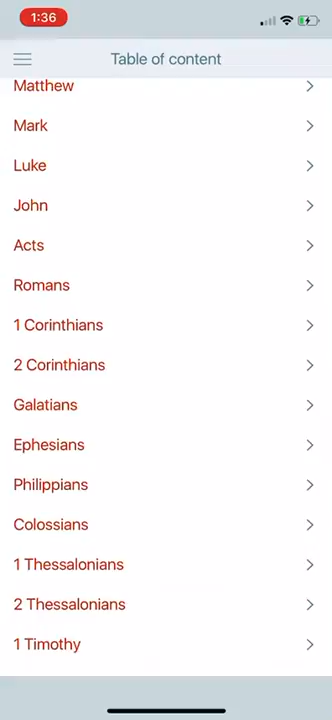 1:36
Table of content
Matthew
Mark
Luke
John
Acts
Romans
1 Corinthians
2 Corinthians
Galatians
Ephesians
Philippians
Colossians
1 Thessalonians
2 Thessalonians
1 Timothy